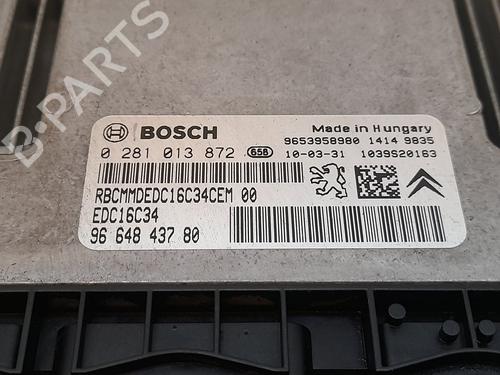 B-PARTS
BOSCH
Made in Hungary
0 281 013 872 658
9653958980 1414 9835
10-03-31 1039S20163
RBCMMDEDC16C34CEM 00
EDC16C34
96 648 437 80